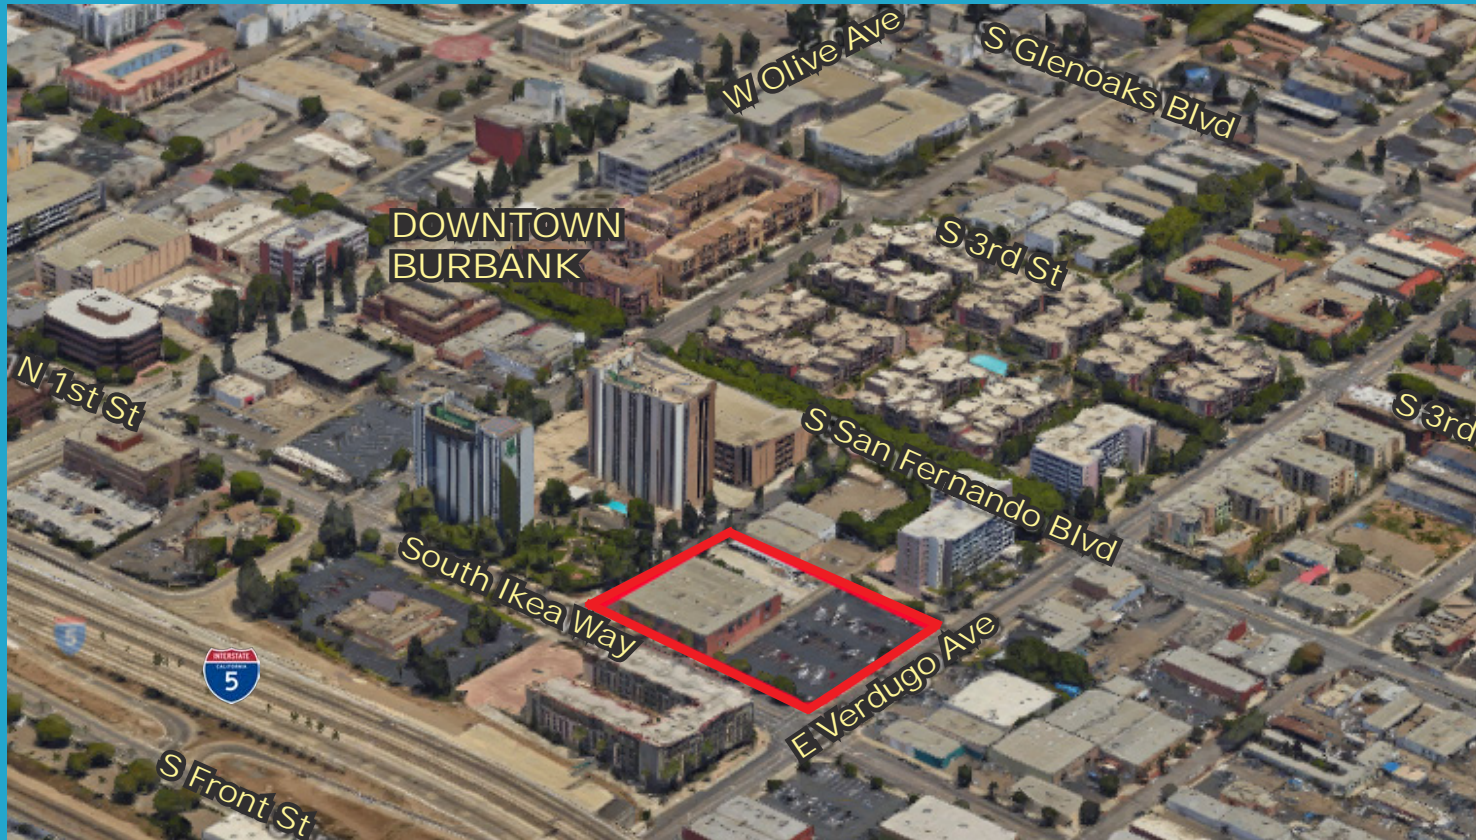 W Olive Ave
S Glenoaks Blvd
DOWNTOWN
BURBANK
S 3rd St
N 1st St
S 3rd
S San Fernando Blvd
South Ikea Way
E Verdugo Ave
5
INTERSTATE
CALIFORNIA
5
S Front St